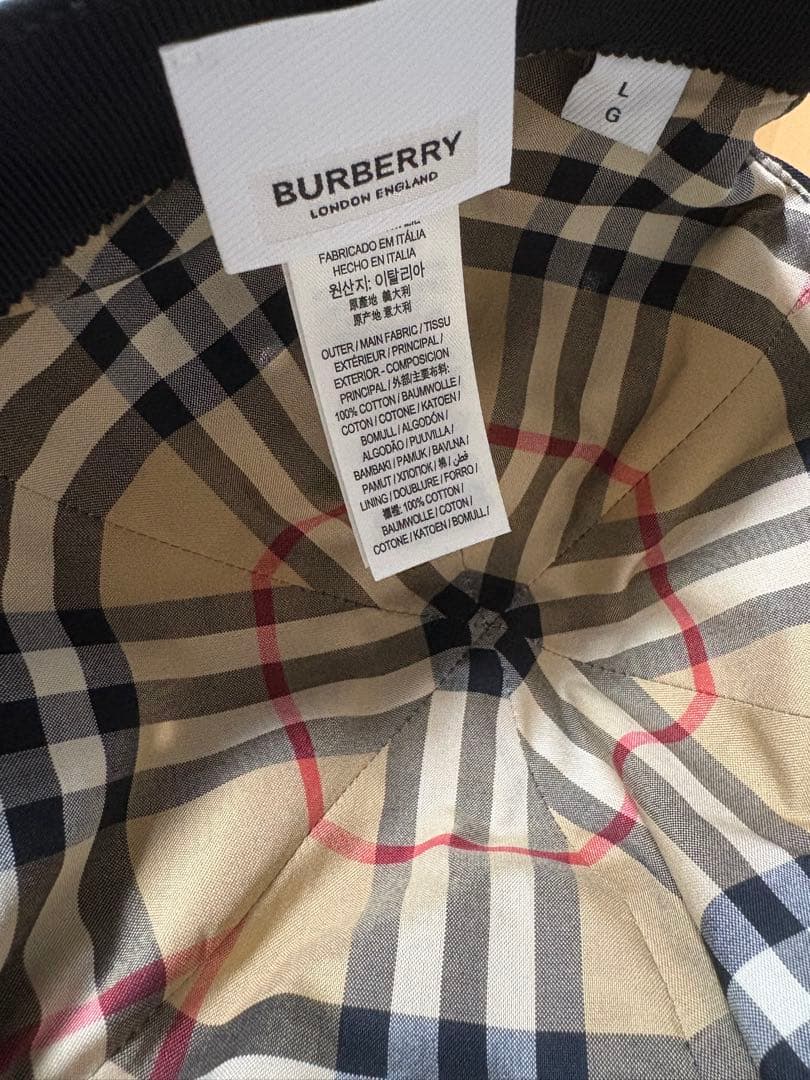 BURBERRY
LONDON ENGLAND
L
G
FABRICADO EM ITÁLIA
HECHO EN ITALIA
원산지: 이탈리아
原產地 義大利
原产地 意大利
OUTER / MAIN FABRIC / TISSU
EXTÉRIEUR / PRINCIPAL /
EXTERIOR - COMPOSICION
PRINCIPAL / 外部/主要布料:
100% COTTON / BAUMWOLLE /
COTON / COTONE / KATOEN /
BOMULL / ALGODÓN /
ALGODÃO / PUUVILLA /
BAMBAKI / PAMUK / BAVLNA /
PAMUT / ХЛОПОК / 棉 / قطن /
LINING / DOUBLURE / FORRO /
100% COTTON /
BAUMWOLLE / COTON /
COTONE / KATOEN / BOMULL /